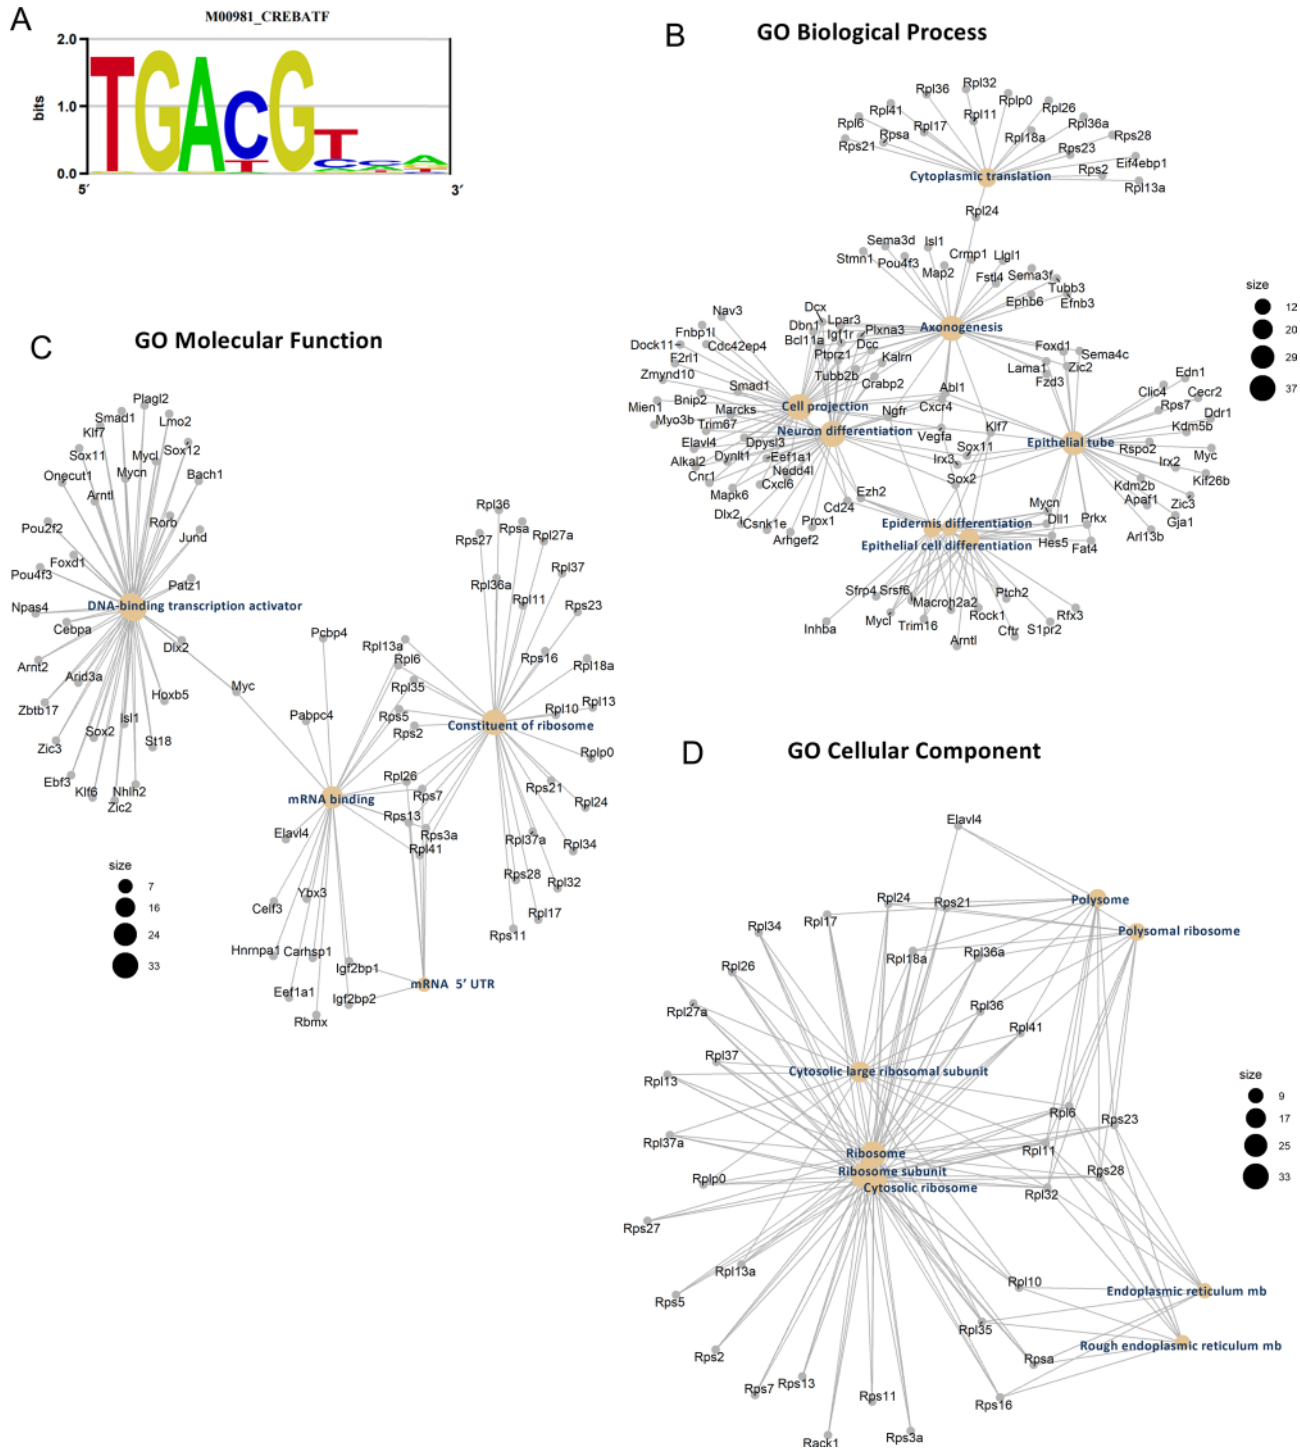 A
M00981_CREBATF
bits
2.0
1.0
0.0
TGACGT
5′
3′
B
GO Biological Process
Rpl36
Rpl32
Rplp0
Rpl26
Rpl41
Rpl11
Rpl36a
Rpl6
Rpsa
Rpl17
Rpl18a
Rps28
Rps21
Rps23
Eif4ebp1
Rps2
Rpl13a
Cytoplasmic translation
Rpl24
Sema3d
Isl1
Crmp1
Llgl1
Stmn1
Pou4f3
Map2
Fstl4
Sema3f
Tubb3
Ephb6
Efnb3
Axonogenesis
Nav3
Dcx
Dbn1
Lpar3
Igf1r
Plxna3
Fnbp1l
Bcl11a
Dcc
Dock11
Cdc42ep4
Ptprz1
Kalrn
F2rl1
Tubb2b
Crabp2
Zmynd10
Smad1
Foxd1
Sema4c
Lama1
Zic2
Fzd3
Abl1
Cxcr4
Bnip2
Mien1
Marcks
Myo3b
Trim67
Cell projection
Ngfr
Neuron differentiation
Vegfa
Klf7
Sox11
Irx3
Sox2
Epithelial tube
Edn1
Clic4
Cecr2
Rps7
Ddr1
Kdm5b
Rspo2
Myc
Irx2
Kif26b
Kdm2b
Zic3
Apaf1
Gja1
Arl13b
Elavl4
Dpysl3
Alkal2
Dynlt1
Eef1a1
Nedd4l
Cnr1
Cxcl6
Mapk6
Ezh2
Cd24
Dlx2
Csnk1e
Prox1
Arhgef2
Mycn
Dll1
Prkx
Hes5
Fat4
Epidermis differentiation
Epithelial cell differentiation
Sfrp4
Srsf6
Ptch2
Macroh2a2
Rock1
Rfx3
Inhba
Mycl
Trim16
Arntl
Cftr
S1pr2
size
12
20
29
37
C
GO Molecular Function
Plagl2
Smad1
Lmo2
Klf7
Sox11
Mycl
Sox12
Onecut1
Mycn
Bach1
Arntl
Pou2f2
Rorb
Jund
Foxd1
Pou4f3
Patz1
Npas4
DNA-binding transcription activator
Cebpa
Dlx2
Arnt2
Arid3a
Myc
Zbtb17
Hoxb5
Isl1
Sox2
St18
Zic3
Ebf3
Klf6
Nhlh2
Zic2
Rpl36
Rps27
Rpsa
Rpl27a
Rpl36a
Rpl37
Rpl11
Rps23
Pcbp4
Rpl13a
Rpl6
Rps16
Rpl18a
Rpl35
Pabpc4
Rps5
Rpl10
Rpl13
Rps2
Constituent of ribosome
Rplp0
Rpl26
Rps7
Rps21
Rpl24
mRNA binding
Rps13
Rps3a
Rpl41
Rpl37a
Rpl34
Elavl4
Rps28
Rpl32
Rpl17
Rps11
Celf3
Ybx3
Hnrnpa1
Carhsp1
Igf2bp1
Eef1a1
Igf2bp2
Rbmx
mRNA 5′ UTR
size
7
16
24
33
D
GO Cellular Component
Elavl4
Rpl24
Rps21
Polysome
Rpl17
Rpl34
Polysomal ribosome
Rpl18a
Rpl36a
Rpl26
Rpl36
Rpl27a
Rpl41
Rpl37
Cytosolic large ribosomal subunit
Rpl13
Rpl6
Rps23
Rpl37a
Rpl11
Ribosome
Ribosome subunit
Rps28
Rplp0
Cytosolic ribosome
Rpl32
Rps27
Rpl13a
Rpl10
Endoplasmic reticulum mb
Rps5
Rpl35
Rough endoplasmic reticulum mb
Rps2
Rpsa
Rps7
Rps13
Rps11
Rps16
Rack1
Rps3a
size
9
17
25
33